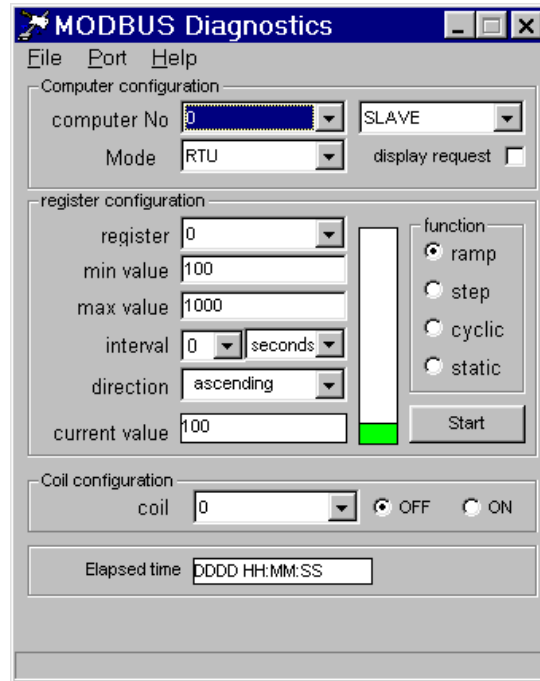 MODBUS Diagnostics
File Port Help
Computer configuration
computer No 0 SLAVE
Mode RTU display request
register configuration
register 0
function
ramp
min value 100
step
max value 1000
cyclic
interval 0 seconds
static
direction ascending
current value 100
Start
Coil configuration
coil 0 OFF ON
Elapsed time DDDD HH:MM:SS